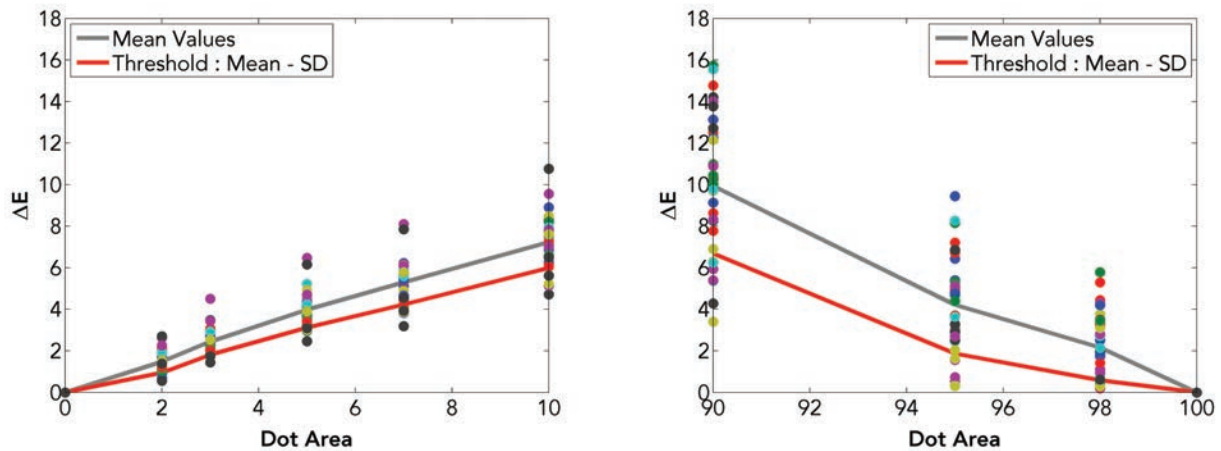 18
16
14
12
10
8
6
4
2
0
ΔE
Mean Values
Threshold : Mean - SD
0 2 4 6 8 10
Dot Area
18
16
14
12
10
8
6
4
2
0
ΔE
Mean Values
Threshold : Mean - SD
90 92 94 96 98 100
Dot Area